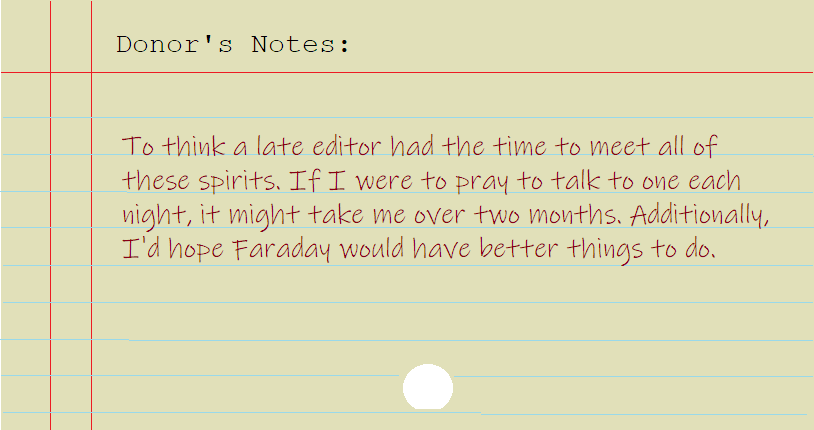 Donor's Notes:
To think a late editor had the time to meet all of
these spirits. If I were to pray to talk to one each
night, it might take me over two months. Additionally,
I'd hope Faraday would have better things to do.